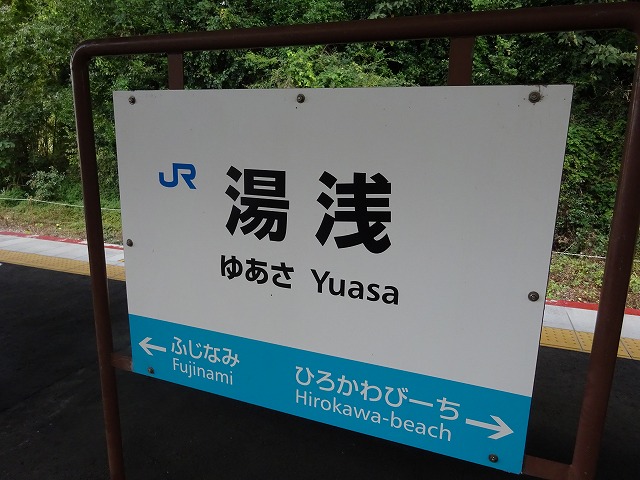 JR
湯浅
ゆあさ Yuasa
← ふじなみ
Fujinami
ひろかわびーち →
Hirokawa-beach